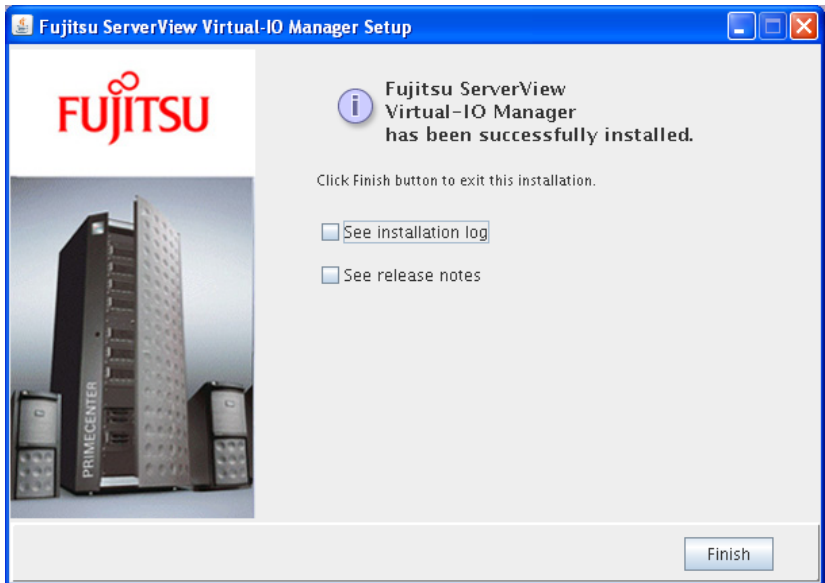 Fujitsu ServerView Virtual-IO Manager Setup
FUJITSU
Fujitsu ServerView
Virtual-IO Manager
has been successfully installed.
Click Finish button to exit this installation.
See installation log
See release notes
PRIMECENTER
Finish